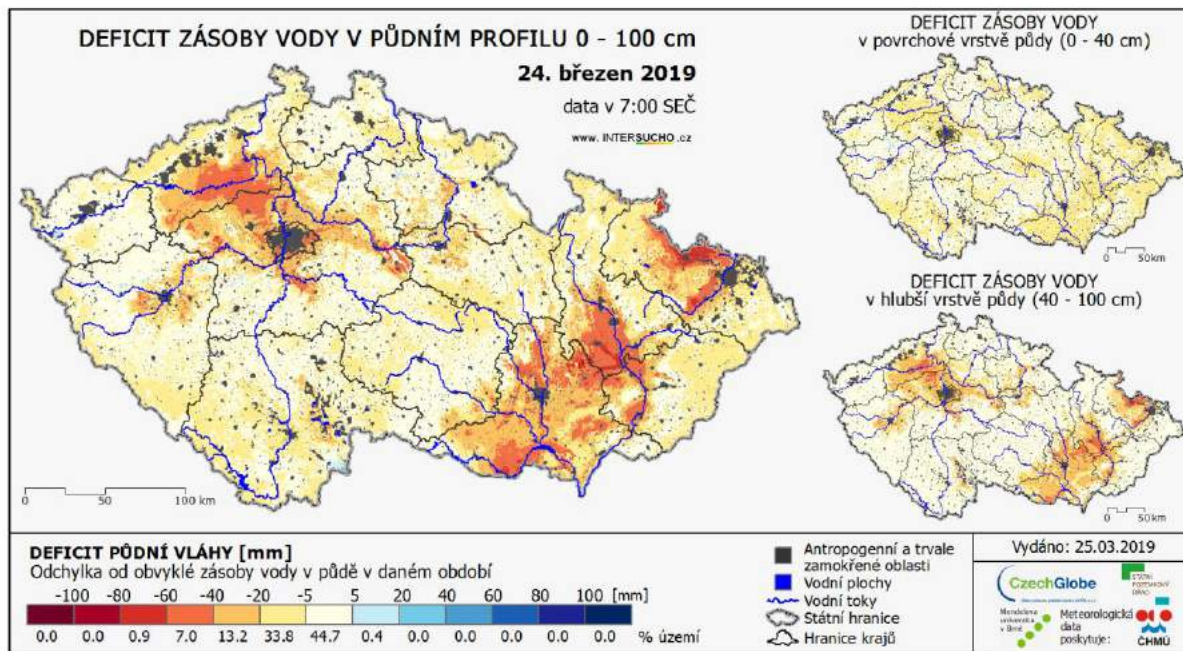 DEFICIT ZÁSOBY VODY V PŮDNÍM PROFILU 0 - 100 cm
24. březen 2019
data v 7:00 SEČ
www. INTERSUCHO .cz
0 50 100 km
DEFICIT ZÁSOBY VODY
v povrchové vrstvě půdy (0 - 40 cm)
0 50km
DEFICIT ZÁSOBY VODY
v hlubší vrstvě půdy (40 - 100 cm)
0 50km
DEFICIT PŮDNÍ VLÁHY [mm]
Odchylka od obvyklé zásoby vody v půdě v daném období
-100 -80 -60 -40 -20 -5 5 20 40 60 80 100 [mm]
0.0 0.0 0.9 7.0 13.2 33.8 44.7 0.4 0.0 0.0 0.0 0.0 0.0 % území
Antropogenní a trvale
zamokřené oblasti
Vodní plochy
Vodní toky
Státní hranice
Hranice krajů
Vydáno: 25.03.2019
CzechGlobe
STÁTNÍ
POZEMKOVÝ
ÚŘAD
Mendelova
univerzita
v Brně
Meteorologická
data
poskytuje:
ČHMÚ